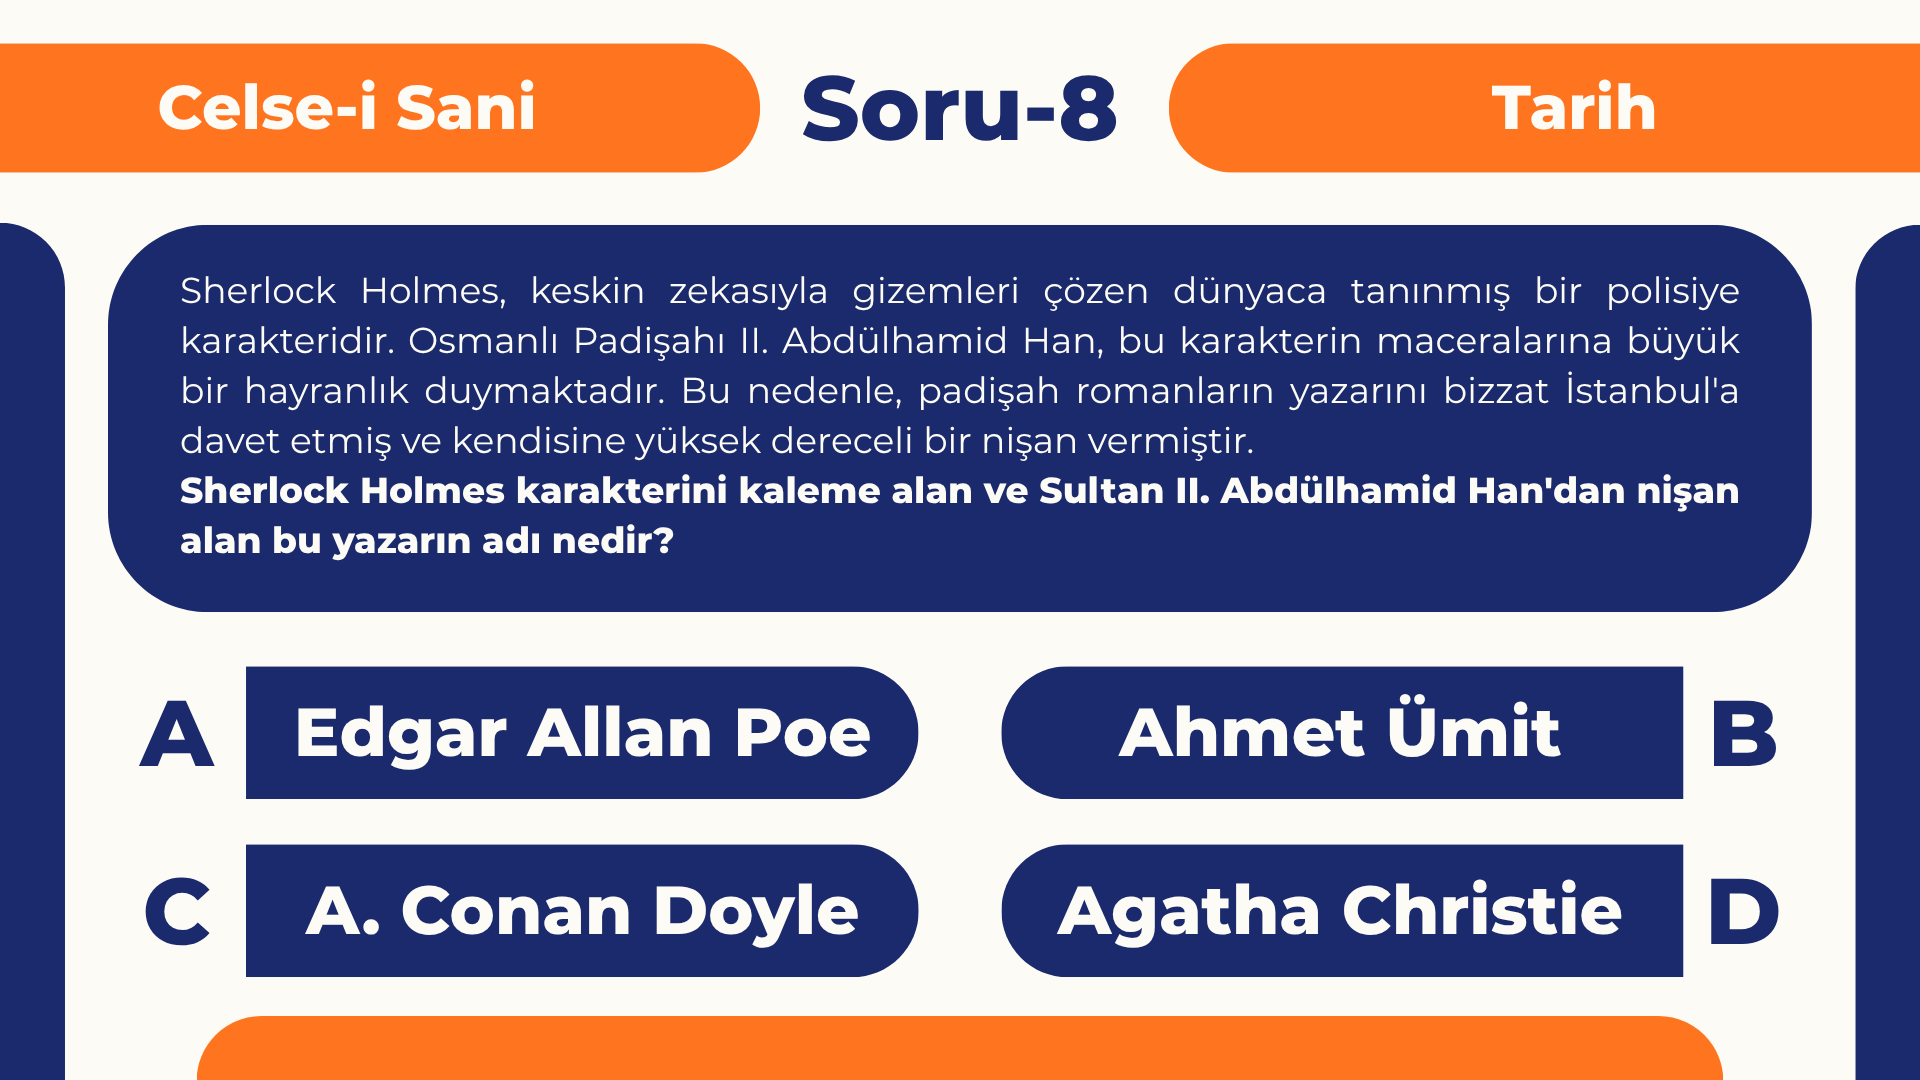 Celse-i Sani
Soru-8
Tarih
Sherlock Holmes, keskin zekasıyla gizemleri çözen dünyaca tanınmış bir polisiye
karakteridir. Osmanlı Padişahı II. Abdülhamid Han, bu karakterin maceralarına büyük
bir hayranlık duymaktadır. Bu nedenle, padişah romanların yazarını bizzat İstanbul'a
davet etmiş ve kendisine yüksek dereceli bir nişan vermiştir.
Sherlock Holmes karakterini kaleme alan ve Sultan II. Abdülhamid Han'dan nişan
alan bu yazarın adı nedir?
A Edgar Allan Poe
Ahmet Ümit B
C A. Conan Doyle
Agatha Christie D